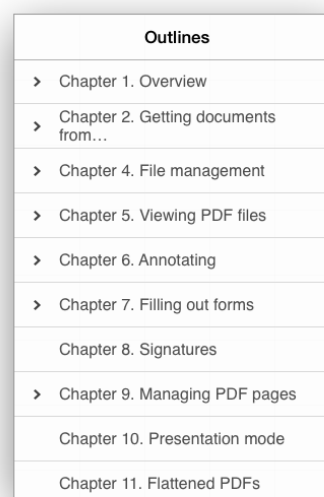 Outlines
Chapter 1. Overview
Chapter 2. Getting documents
from…
Chapter 4. File management
Chapter 5. Viewing PDF files
Chapter 6. Annotating
Chapter 7. Filling out forms
Chapter 8. Signatures
Chapter 9. Managing PDF pages
Chapter 10. Presentation mode
Chapter 11. Flattened PDFs